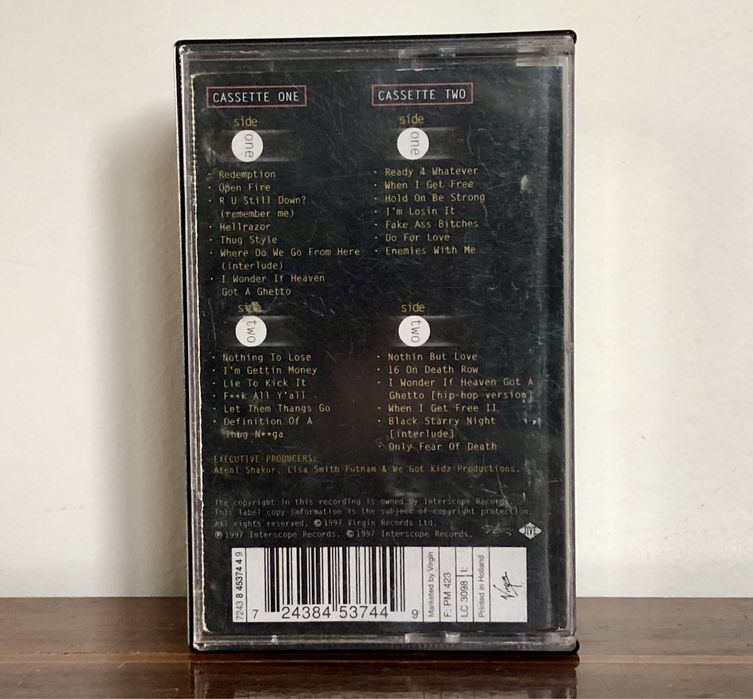 CASSETTE ONE
side
one
· Redemption
· Open Fire
· R U Still Down?
(remember me)
· Hellrazor
· Thug Style
· Where Do We Go From Here
(interlude)
· I Wonder If Heaven
Got A Ghetto
side
two
· Nothing To Lose
· I'm Gettin Money
· Lie To Kick It
· F**k All Y'all
· Let Them Thangs Go
· Definition Of A
Thug N**ga
CASSETTE TWO
side
one
· Ready 4 Whatever
· When I Get Free
· Hold On Be Strong
· I'm Losin It
· Fake Ass Bitches
· Do For Love
· Enemies With Me
side
two
· Nothin But Love
· 16 On Death Row
· I Wonder If Heaven Got A
Ghetto [hip-hop version]
· When I Get Free II
· Black Starry Night
[interlude]
· Only Fear Of Death
EXECUTIVE PRODUCERS:
Afeni Shakur, Lisa Smith Putnam & We Got Kidz Productions.
The copyright in this recording is owned by Interscope Records.
This label copy information is the subject of copyright protection.
All rights reserved. ©1997 Virgin Records Ltd.
℗1997 Interscope Records. ©1997 Interscope Records.
JIVE
7243 8 45374 4 9
7 24384 53744 9
Marketed by Virgin
F: PM 423
LC 3098 I:
Printed in Holland
Virgin